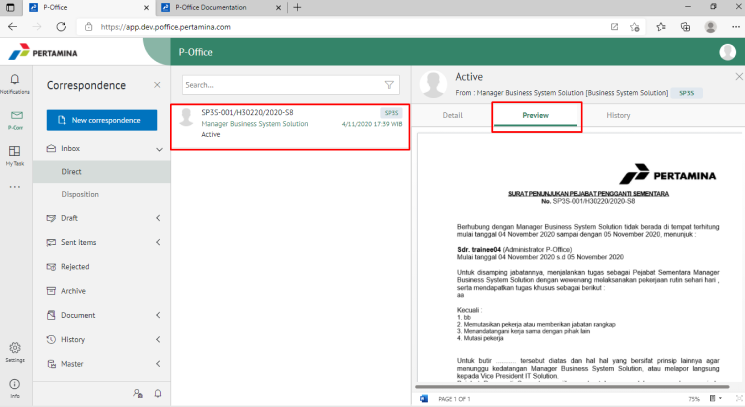 P-Office
P-Office Documentation
https://app.dev.poffice.pertamina.com
PERTAMINA
P-Office
Notifications
P-Corr
My Task
Settings
Info
Correspondence
New correspondence
Inbox
Direct
Disposition
Draft
Sent Items
Rejected
Archive
Document
History
Master
Search...
SP3S-001/H30220/2020-S8
SP3S
Manager Business System Solution
4/11/2020 17:39 WIB
Active
Active
From : Manager Business System Solution [Business System Solution]
SP3S
Detail
Preview
History
PERTAMINA
SURAT PENUNJUKAN PEJABAT PENGGANTI SEMENTARA
No. SP3S-001/H30220/2020-S8
Berhubung dengan Manager Business System Solution tidak berada di tempat terhitung
mulai tanggal 04 November 2020 sampai dengan 05 November 2020, menunjuk :
Sdr. trainee04 (Administrator P-Office)
Mulai tanggal 04 November 2020 s.d 05 November 2020
Untuk disamping jabatannya, menjalankan tugas sebagai Pejabat Sementara Manager
Business System Solution dengan wewenang melaksanakan pekerjaan rutin sehari hari ,
serta mendapatkan tugas khusus sebagai berikut :
aa
Kecuali :
1. bb
2. Memutasikan pekerja atau memberikan jabatan rangkap
3. Menandatangani kerja sama dengan pihak lain
4. Mutasi pekerja
Untuk butir .......... tersebut diatas dan hal hal yang bersifat prinsip lainnya agar
menunggu kedatangan Manager Business System Solution, atau melapor langsung
kepada Vice President IT Solution.
PAGE 1 OF 1
75%